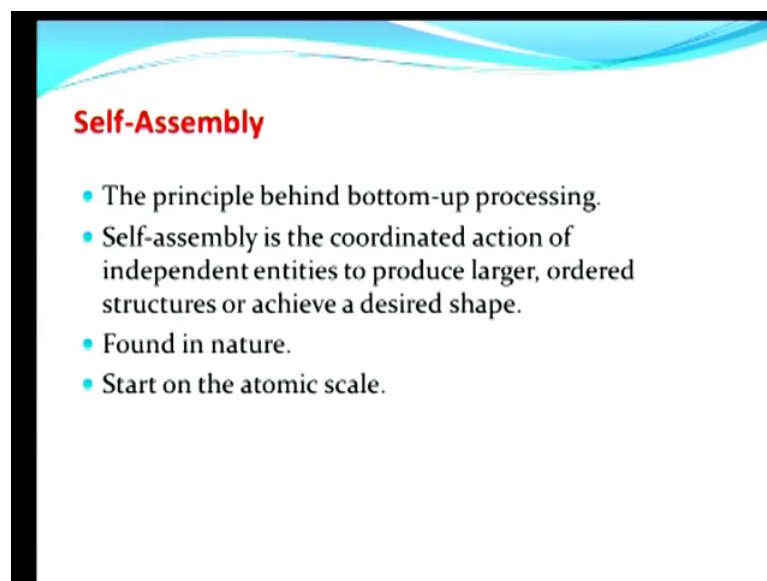 Self-Assembly
• The principle behind bottom-up processing.
• Self-assembly is the coordinated action of
independent entities to produce larger, ordered
structures or achieve a desired shape.
• Found in nature.
• Start on the atomic scale.